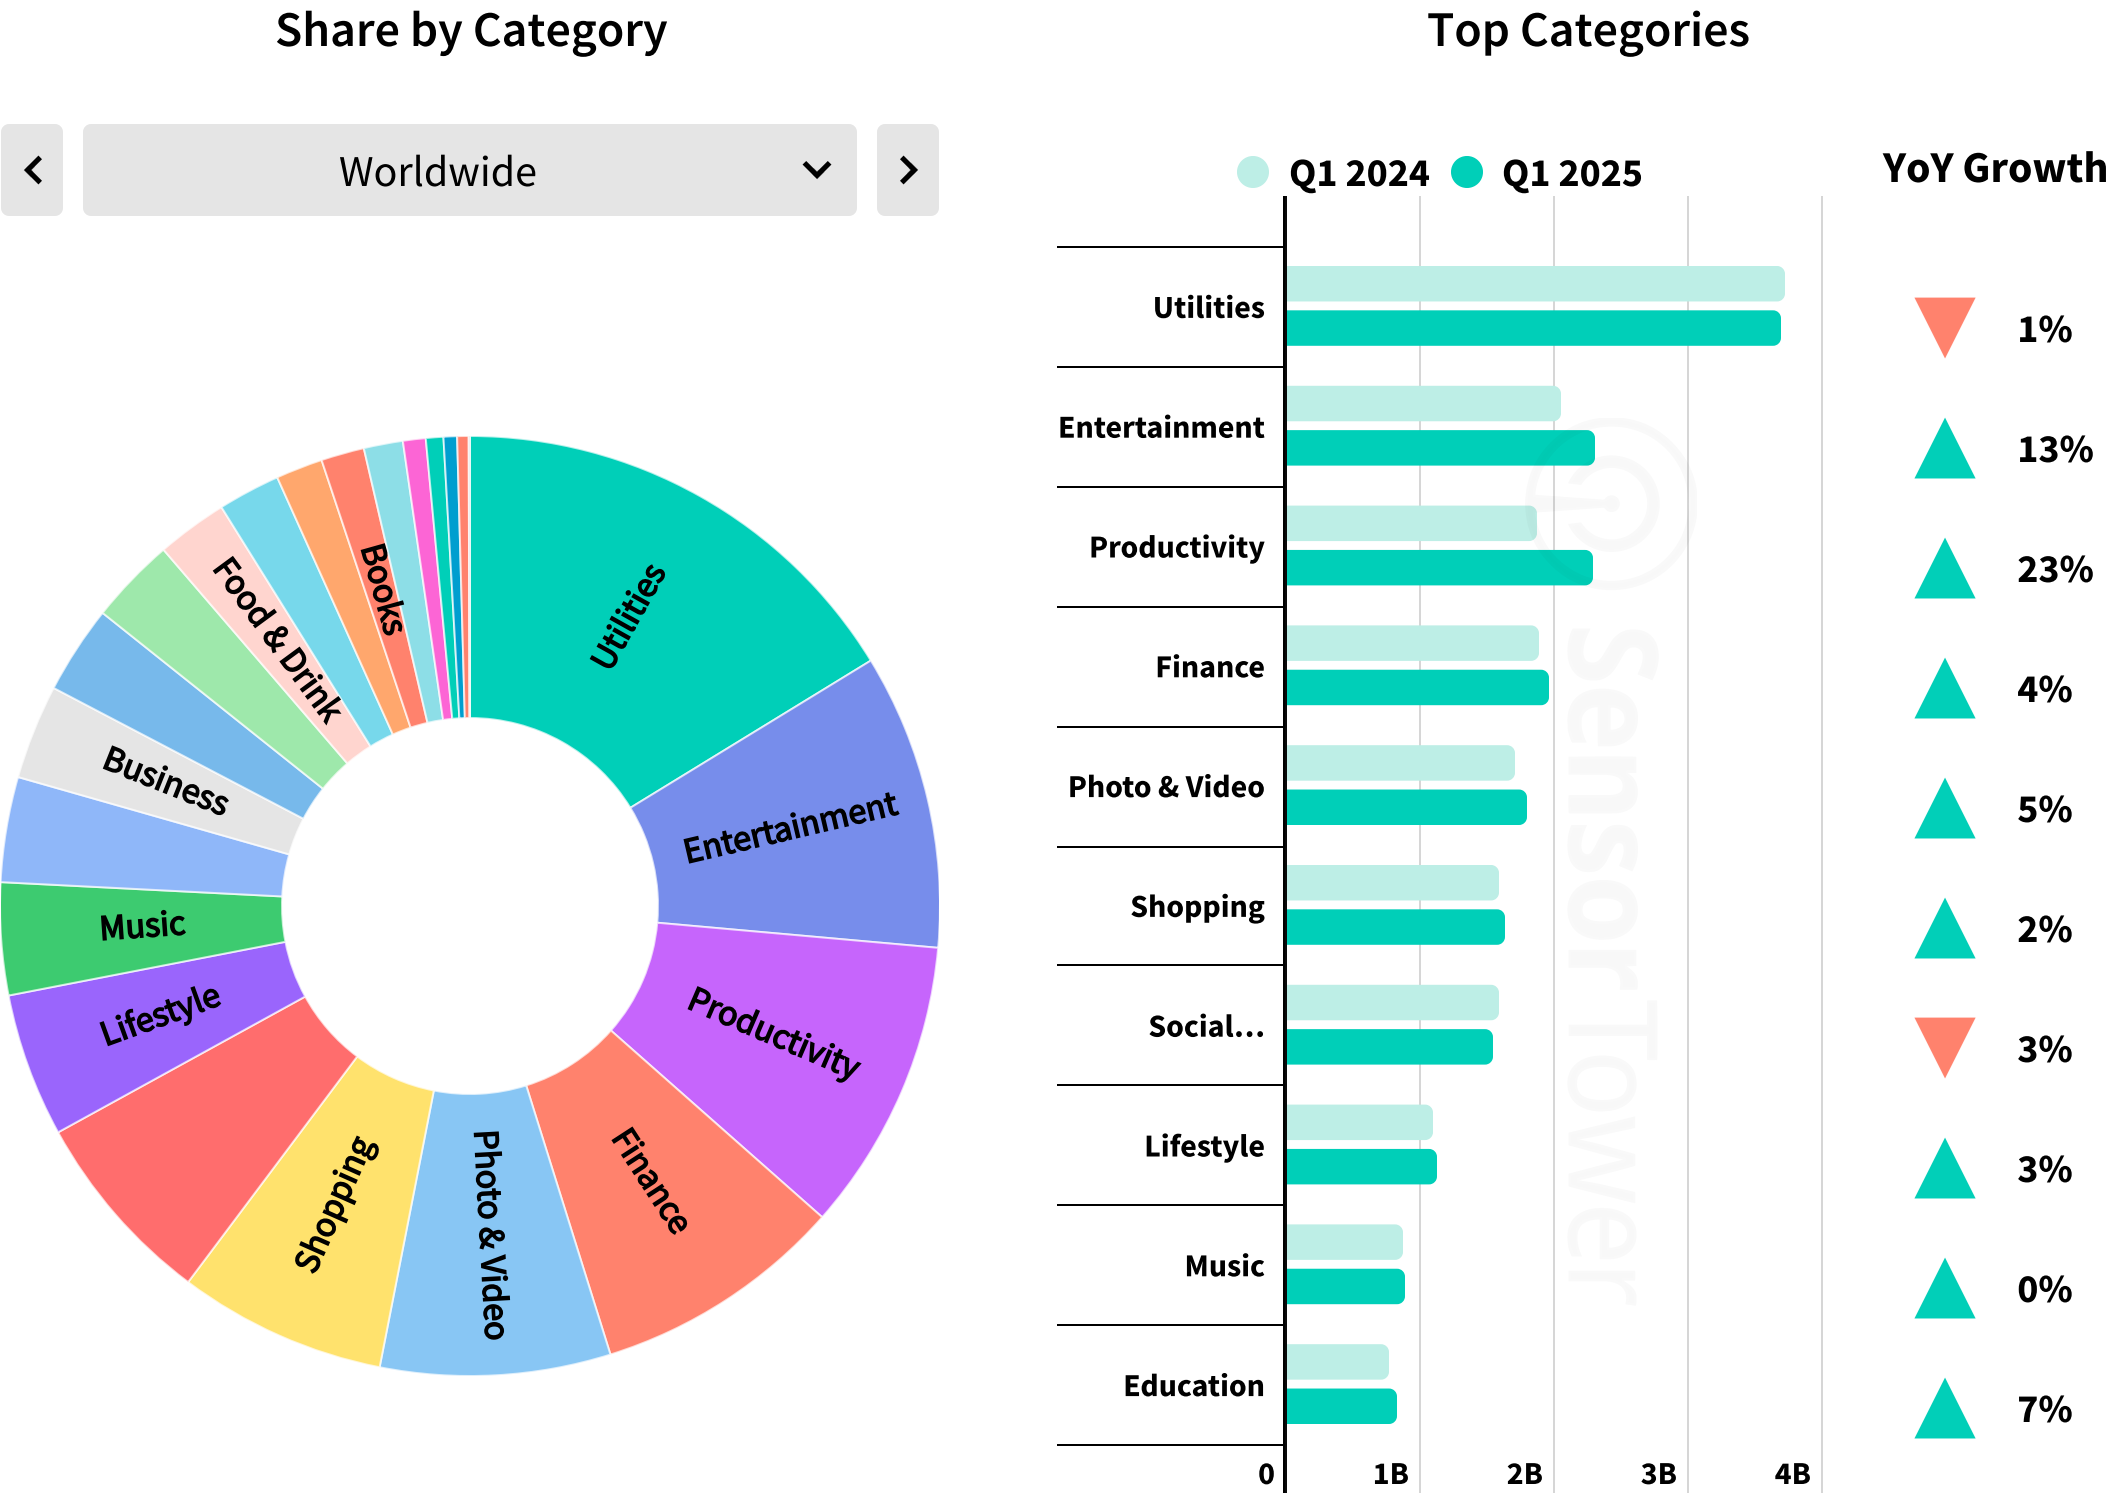 Share by Category
Worldwide
Utilities
Entertainment
Productivity
Finance
Photo & Video
Shopping
Lifestyle
Music
Business
Food & Drink
Books
Top Categories
Q1 2024
Q1 2025
YoY Growth
Utilities
1%
Entertainment
13%
Productivity
23%
Finance
4%
Photo & Video
5%
Shopping
2%
Social...
3%
Lifestyle
3%
Music
0%
Education
7%
0 1B 2B 3B 4B
Sensor Tower